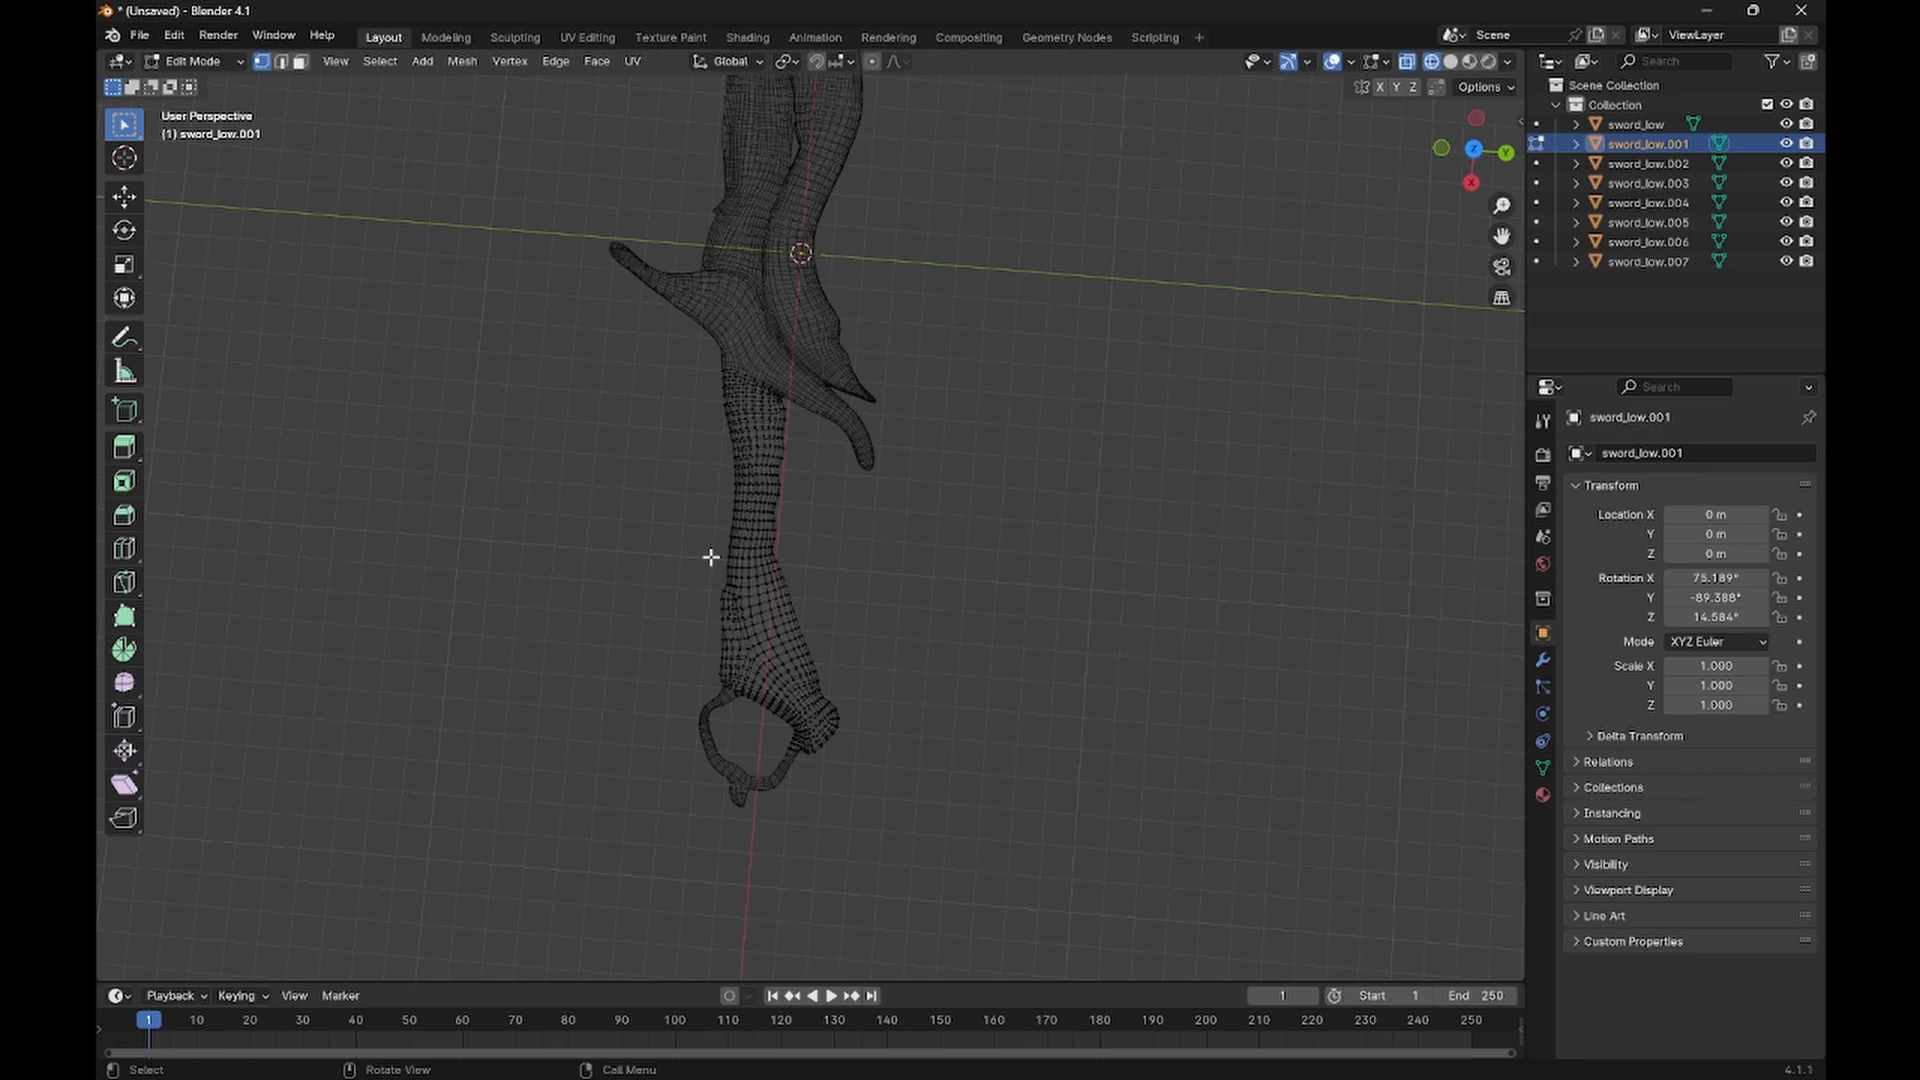 * (Unsaved) - Blender 4.1
File Edit Render Window Help Layout Modeling Sculpting UV Editing Texture Paint Shading Animation Rendering Compositing Geometry Nodes Scripting + Scene ViewLayer
Edit Mode View Select Add Mesh Vertex Edge Face UV Global Search
X Y Z Options
User Perspective
(1) sword_low.001
Z Y X
Scene Collection
Collection
sword_low
sword_low.001
sword_low.002
sword_low.003
sword_low.004
sword_low.005
sword_low.006
sword_low.007
Search
sword_low.001
sword_low.001
Transform
Location X 0 m
Y 0 m
Z 0 m
Rotation X 75.189°
Y -89.388°
Z 14.584°
Mode XYZ Euler
Scale X 1.000
Y 1.000
Z 1.000
Delta Transform
Relations
Collections
Instancing
Motion Paths
Visibility
Viewport Display
Line Art
Custom Properties
Playback Keying View Marker 1 Start 1 End 250
1 10 20 30 40 50 60 70 80 90 100 110 120 130 140 150 160 170 180 190 200 210 220 230 240 250
Select Rotate View Call Menu 4.1.1